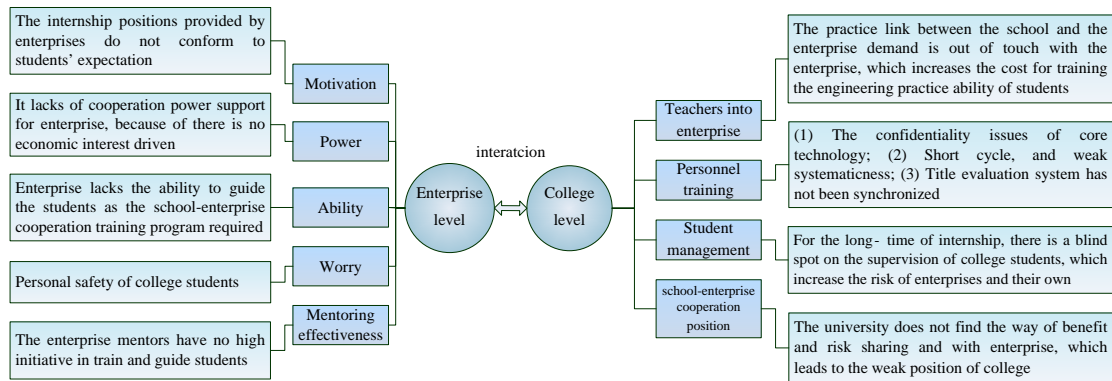 The internship positions provided by
enterprises do not conform to
students’ expectation
It lacks of cooperation power support
for enterprise, because of there is no
economic interest driven
Enterprise lacks the ability to guide
the students as the school-enterprise
cooperation training program required
Personal safety of college students
The enterprise mentors have no high
initiative in train and guide students
Motivation
Power
Ability
Worry
Mentoring
effectiveness
Enterprise
level
interatcion
College
level
Teachers into
enterprise
Personnel
training
Student
management
school-enterprise
cooperation
position
The practice link between the school and the
enterprise demand is out of touch with the
enterprise, which increases the cost for training
the engineering practice ability of students
(1) The confidentiality issues of core
technology; (2) Short cycle, and weak
systematicness; (3) Title evaluation system has
not been synchronized
For the long- time of internship, there is a blind
spot on the supervision of college students, which
increase the risk of enterprises and their own
The university does not find the way of benefit
and risk sharing and with enterprise, which
leads to the weak position of college